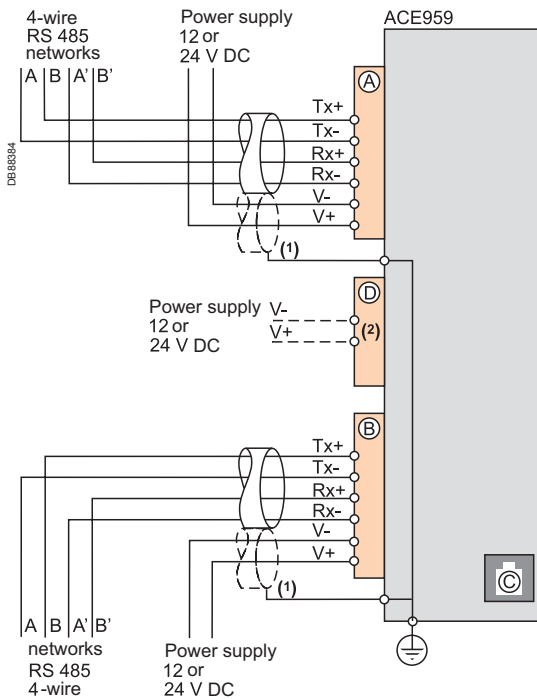 4-wire
RS 485
networks
A B A' B'
Power supply
12 or
24 V DC
ACE959
DB88384
A
Tx+
Tx-
Rx+
Rx-
V-
V+
(1)
Power supply
12 or
24 V DC
V-
V+
D
(2)
B
Tx+
Tx-
Rx+
Rx-
V-
V+
(1)
C
A B A' B'
networks
RS 485
4-wire
Power supply
12 or
24 V DC